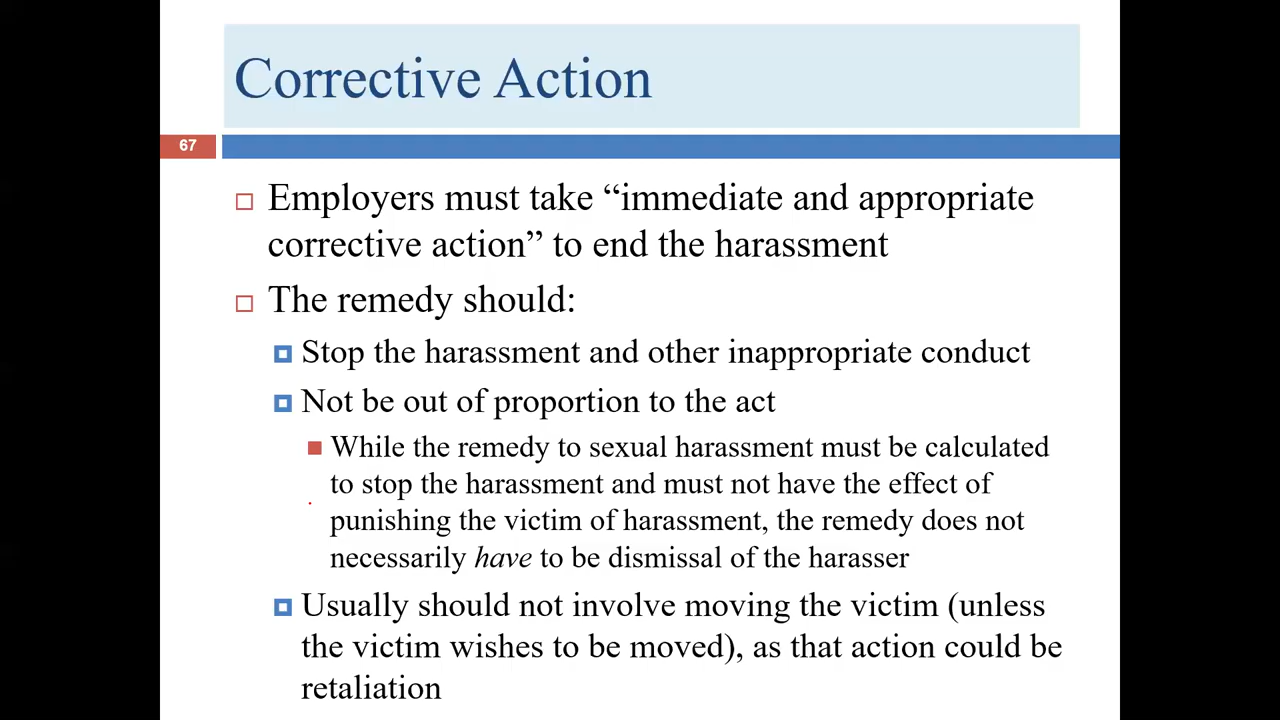 Corrective Action
67
Employers must take “immediate and appropriate
corrective action” to end the harassment
The remedy should:
Stop the harassment and other inappropriate conduct
Not be out of proportion to the act
While the remedy to sexual harassment must be calculated
to stop the harassment and must not have the effect of
punishing the victim of harassment, the remedy does not
necessarily have to be dismissal of the harasser
Usually should not involve moving the victim (unless
the victim wishes to be moved), as that action could be
retaliation